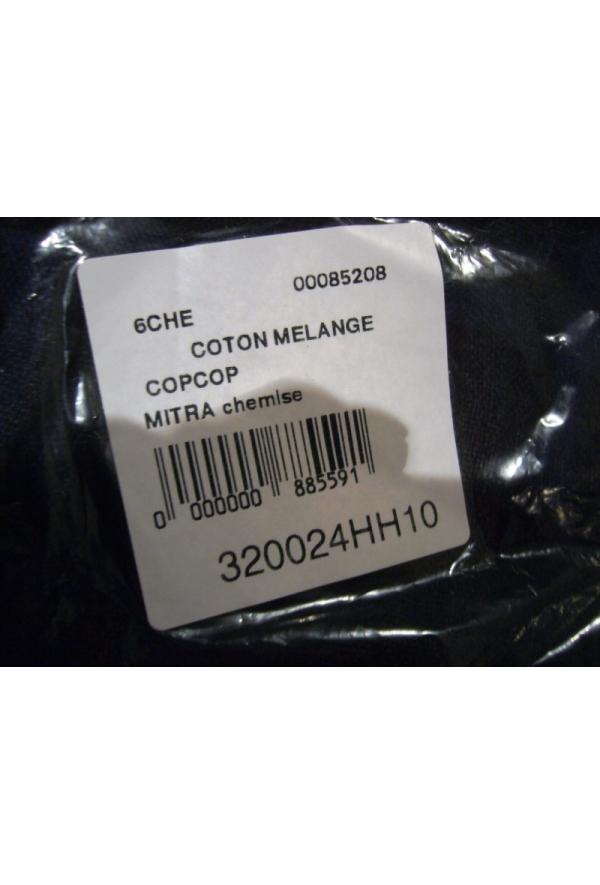 00085208
6CHE
COTON MELANGE
COPCOP
MITRA chemise
0 000000 885591
320024HH10